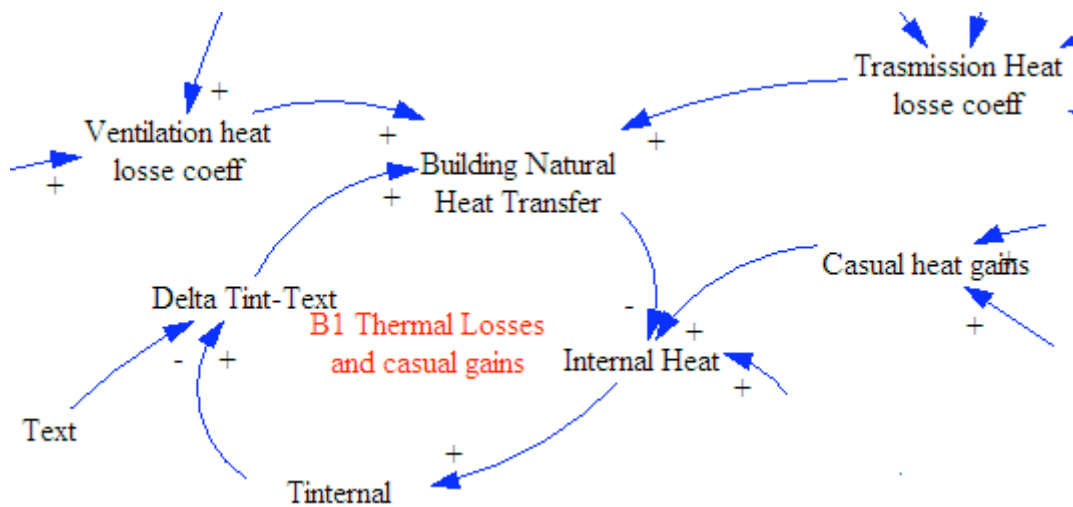 Trasmission Heat
losse coeff
+
Ventilation heat
losse coeff
+
+
+
+
Building Natural
Heat Transfer
+
Casual heat gains
+
+
Delta Tint-Text
- +
B1 Thermal Losses
and casual gains
-
+
Internal Heat
+
Text
+
Tinternal